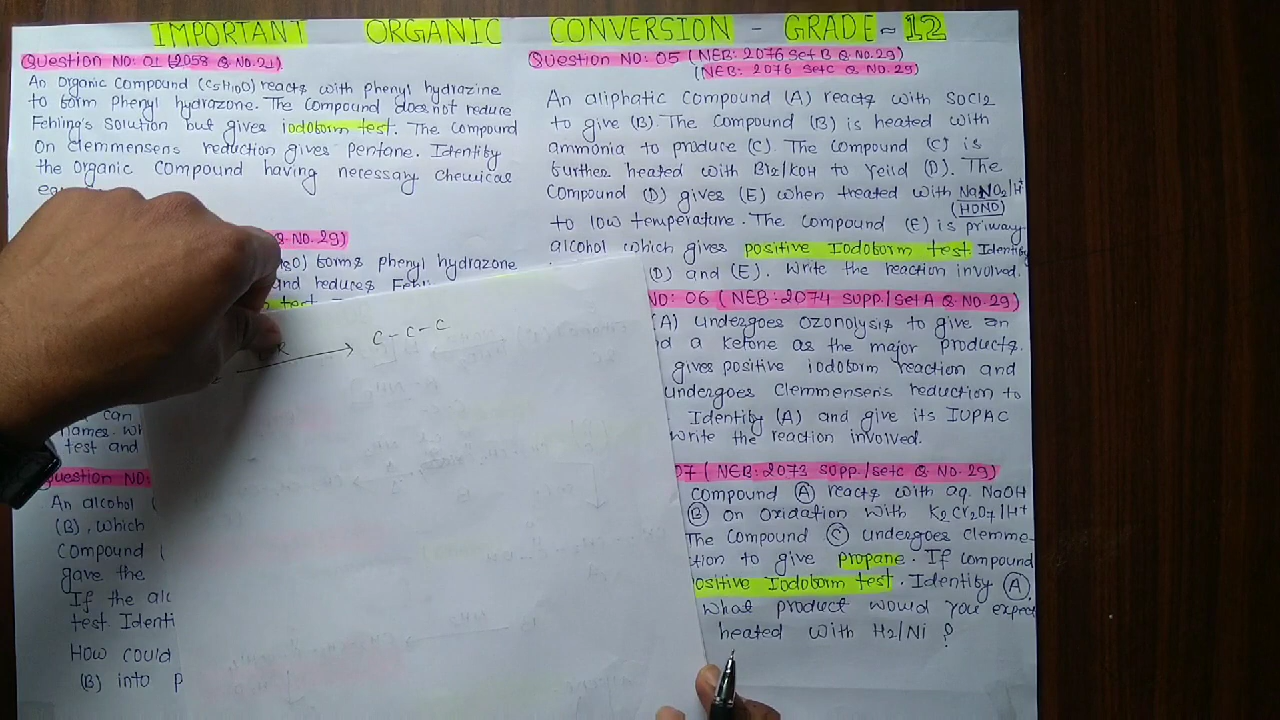 IMPORTANT ORGANIC CONVERSION - GRADE~12
Question NO: 01 (2058 Q.NO.21)
An Organic Compound (C5H10O) reacts with phenyl hydrazine
to form phenyl hydrazone. The compound does not reduce
Fehling's solution but gives iodoform test. The compound
on clemmensens reduction gives pentane. Identity
the organic compound having necessary chemical
Q.NO.29)
O) forms phenyl hydrazone
and reduces
test
can
names.
test and
Question NO:
An alcohol
(B), which
Compound
gave the
If the
test
How could
(B) into
C-C-C
Question NO: 05 (NEB: 2076 Set B Q.NO.29)
(NEB: 2076 Setc Q.NO.29)
An aliphatic compound (A) reacts with SOCl2
to give (B). The compound (B) is heated with
ammonia to produce (C). The compound (C) is
further heated with Br2/KOH to yeild (D). The
Compound (D) gives (E) when treated with NaNO2/H+
(HONO)
to low temperature. The compound (E) is primary
alcohol which gives positive Iodoform test. Identify
(D) and (E). Write the reaction involved.
NO: 06 (NEB: 2074 SUPP./Set A Q.NO.29)
(A) undergoes ozonolysis to give an
a ketone as the major products.
gives positive iodoform reaction and
undergoes Clemmensens reduction to
Identify (A) and give its IUPAC
Write the reaction involved.
07 (NEB: 2073 SUPP./setc Q.NO.29)
Compound (A) reacts with aq. NaOH
(B) on oxidation with K2Cr2O7/H+
The Compound (C) undergoes clemme-
to give propane. If compound
positive Iodoform test. Identify (A).
What product would you expect
heated with H2/Ni ?